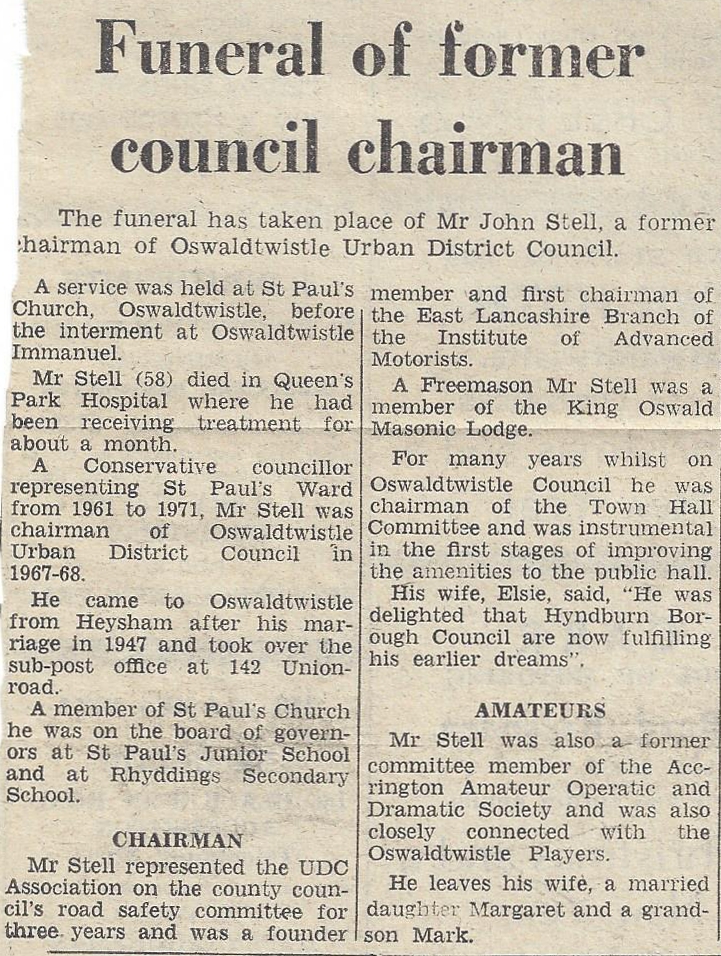 Funeral of former
council chairman
The funeral has taken place of Mr John Stell, a former
chairman of Oswaldtwistle Urban District Council.
A service was held at St Paul's
Church, Oswaldtwistle, before
the interment at Oswaldtwistle
Immanuel.
Mr Stell (58) died in Queen's
Park Hospital where he had
been receiving treatment for
about a month.
A Conservative councillor
representing St Paul's Ward
from 1961 to 1971, Mr Stell was
chairman of Oswaldtwistle
Urban District Council in
1967-68.
He came to Oswaldtwistle
from Heysham after his mar-
riage in 1947 and took over the
sub-post office at 142 Union-
road.
A member of St Paul's Church
he was on the board of govern-
ors at St Paul's Junior School
and at Rhyddings Secondary
School.
CHAIRMAN
Mr Stell represented the UDC
Association on the county coun-
cil's road safety committee for
three years and was a founder
member and first chairman of
the East Lancashire Branch of
the Institute of Advanced
Motorists.
A Freemason Mr Stell was a
member of the King Oswald
Masonic Lodge.
For many years whilst on
Oswaldtwistle Council he was
chairman of the Town Hall
Committee and was instrumental
in the first stages of improving
the amenities to the public hall.
His wife, Elsie, said, "He was
delighted that Hyndburn Bor-
ough Council are now fulfilling
his earlier dreams".
AMATEURS
Mr Stell was also a former
committee member of the Acc-
rington Amateur Operatic and
Dramatic Society and was also
closely connected with the
Oswaldtwistle Players.
He leaves his wife, a married
daughter Margaret and a grand-
son Mark.